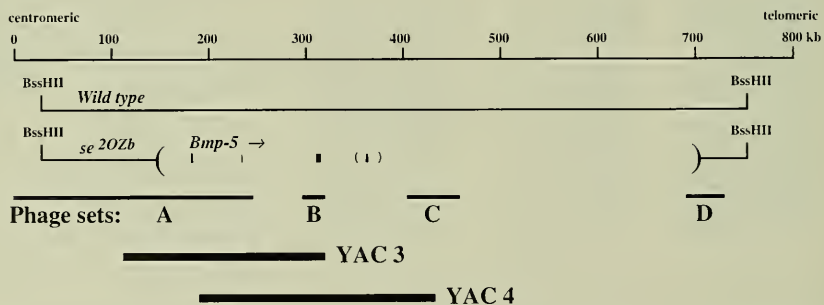 centromeric telomeric
0 100 200 300 400 500 600 700 800 kb
BssHII BssHII
Wild type
BssHII BssHII
se 20Zb Bmp-5 →
Phage sets: A B C D
YAC 3
YAC 4